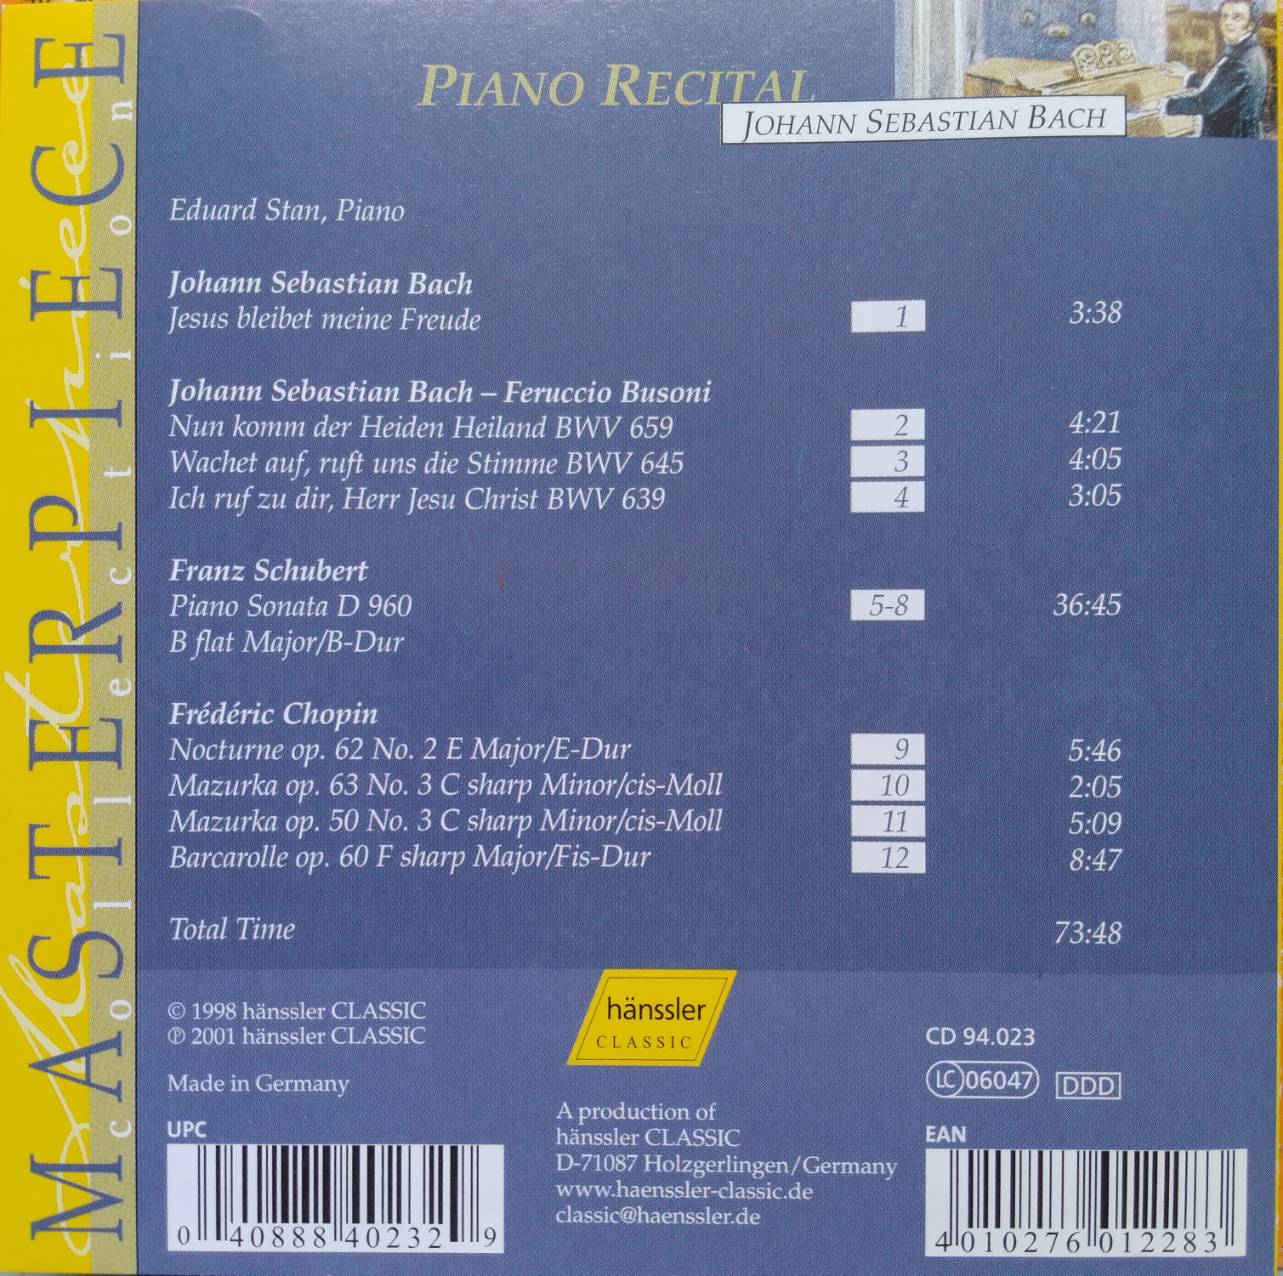 MASTERPIECE
Collection
Masterpiece
PIANO RECITAL
JOHANN SEBASTIAN BACH
Eduard Stan, Piano
Johann Sebastian Bach
Jesus bleibet meine Freude 1 3:38
Johann Sebastian Bach – Feruccio Busoni
Nun komm der Heiden Heiland BWV 659 2 4:21
Wachet auf, ruft uns die Stimme BWV 645 3 4:05
Ich ruf zu dir, Herr Jesu Christ BWV 639 4 3:05
Franz Schubert
Piano Sonata D 960 5-8 36:45
B flat Major/B-Dur
Frédéric Chopin
Nocturne op. 62 No. 2 E Major/E-Dur 9 5:46
Mazurka op. 63 No. 3 C sharp Minor/cis-Moll 10 2:05
Mazurka op. 50 No. 3 C sharp Minor/cis-Moll 11 5:09
Barcarolle op. 60 F sharp Major/Fis-Dur 12 8:47
Total Time 73:48
© 1998 hänssler CLASSIC
℗ 2001 hänssler CLASSIC
Made in Germany
UPC
0 40888 40232 9
hänssler
CLASSIC
A production of
hänssler CLASSIC
D-71087 Holzgerlingen/Germany
www.haenssler-classic.de
classic@haenssler.de
CD 94.023
LC 06047 DDD
EAN
4 010276 012283